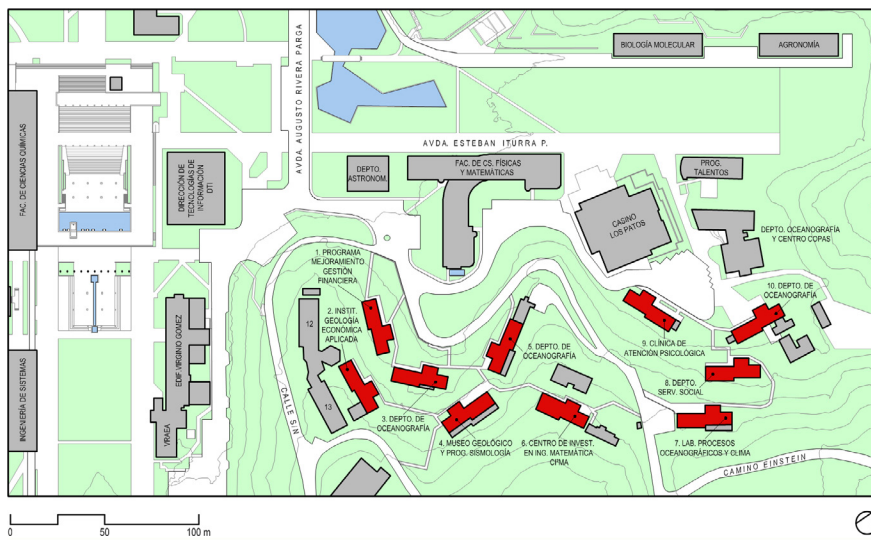 BIOLOGÍA MOLECULAR
AGRONOMÍA
AVDA. AUGUSTO RIVERA PARGA
AVDA. ESTEBAN ITURRA P.
FAC. DE CIENCIAS QUÍMICAS
DIRECCIÓN DE
TECNOLOGÍAS DE
INFORMACIÓN
DTI
DEPTO.
ASTRONOM.
FAC. DE CS. FÍSICAS
Y MATEMÁTICAS
PROG.
TALENTOS
CASINO
LOS PATOS
DEPTO. OCEANOGRAFÍA
Y CENTRO COPAS
1. PROGRAMA
MEJORAMIENTO
GESTIÓN
FINANCIERA
2. INSTIT.
GEOLOGÍA
ECONÓMICA
APLICADA
12
13
10. DEPTO. DE
OCEANOGRAFÍA
9. CLÍNICA DE
ATENCIÓN PSICOLÓGICA
5. DEPTO. DE
OCEANOGRAFÍA
8. DEPTO.
SERV. SOCIAL
EDIF. VIRGINIO GOMEZ
VRAEA
INGENIERÍA DE SISTEMAS
CALLE S/N
3. DEPTO. DE
OCEANOGRAFÍA
4. MUSEO GEOLÓGICO
Y PROG. SISMOLOGÍA
6. CENTRO DE INVEST.
EN ING. MATEMÁTICA
CI²MA
7. LAB. PROCESOS
OCEANOGRÁFICOS Y CLIMA
CAMINO EINSTEIN
0 50 100 m